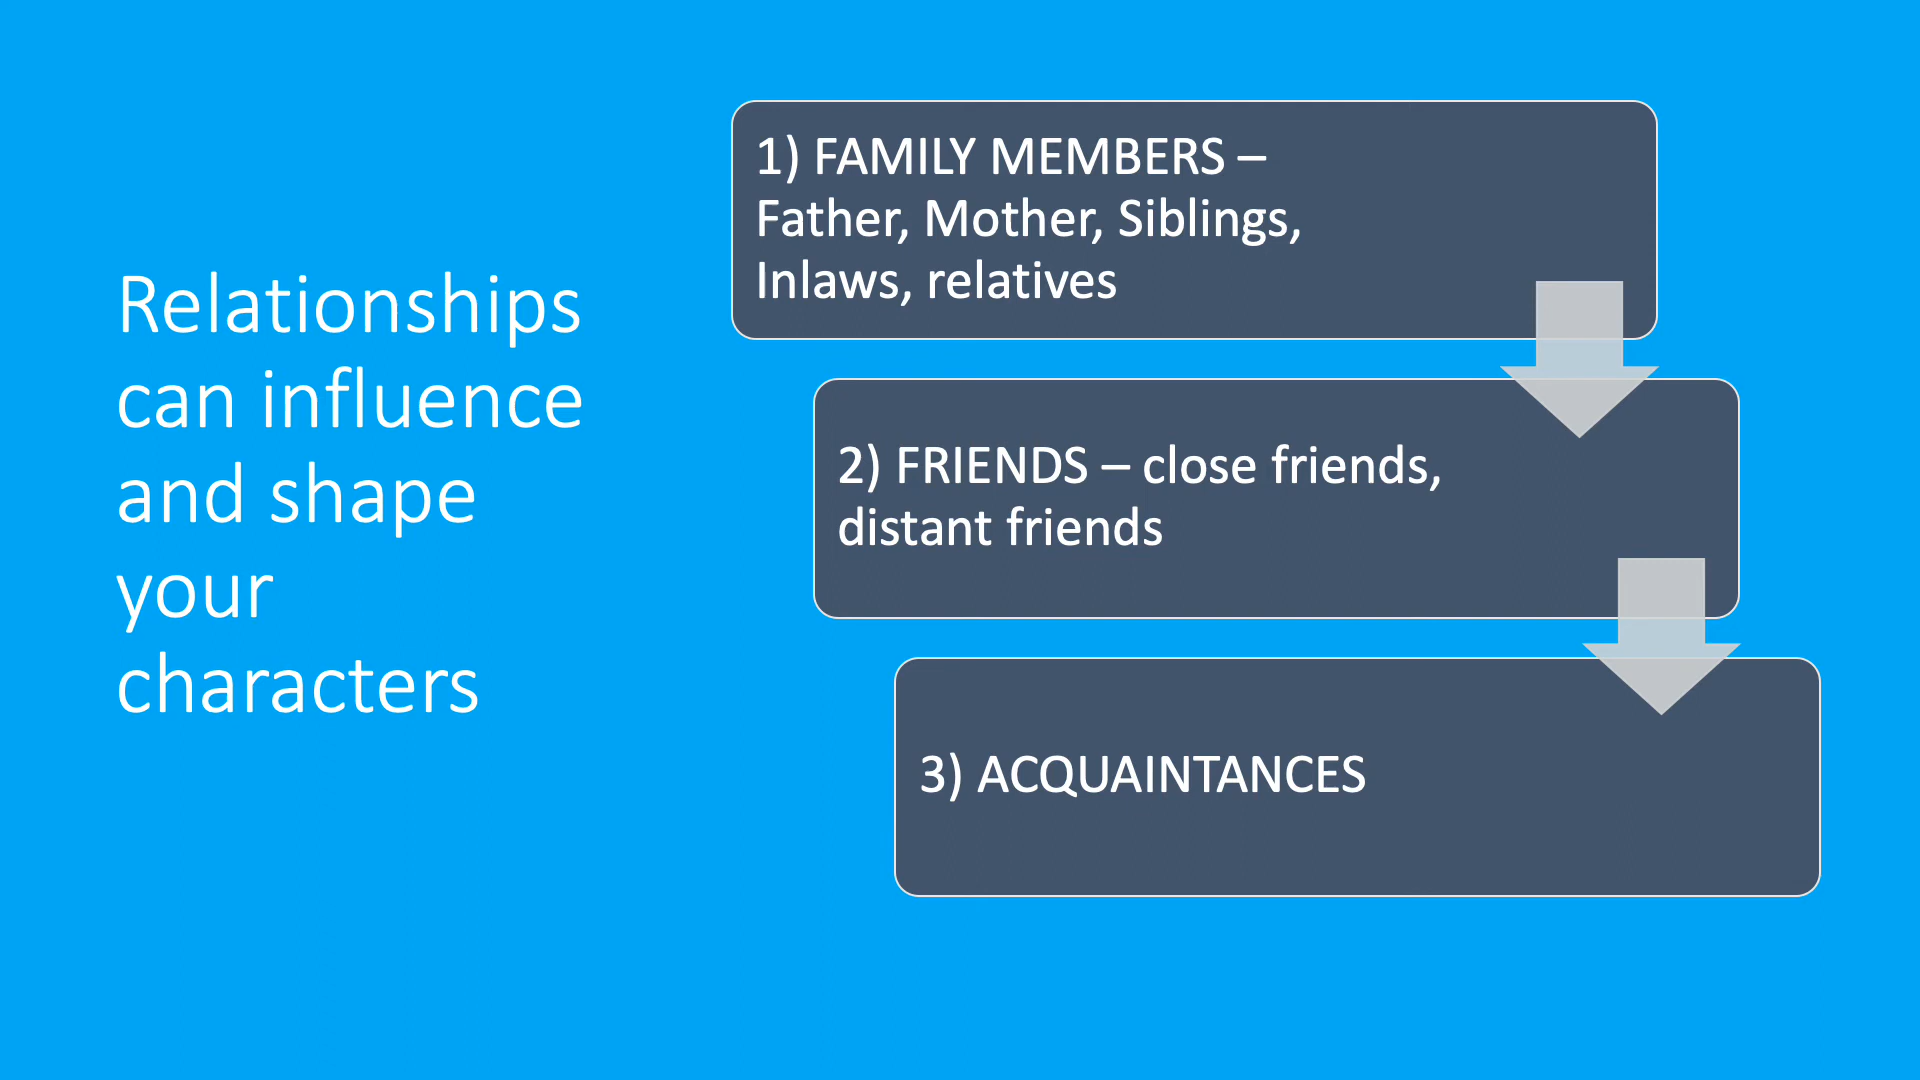 Relationships
can influence
and shape
your
characters
1) FAMILY MEMBERS –
Father, Mother, Siblings,
Inlaws, relatives
2) FRIENDS – close friends,
distant friends
3) ACQUAINTANCES